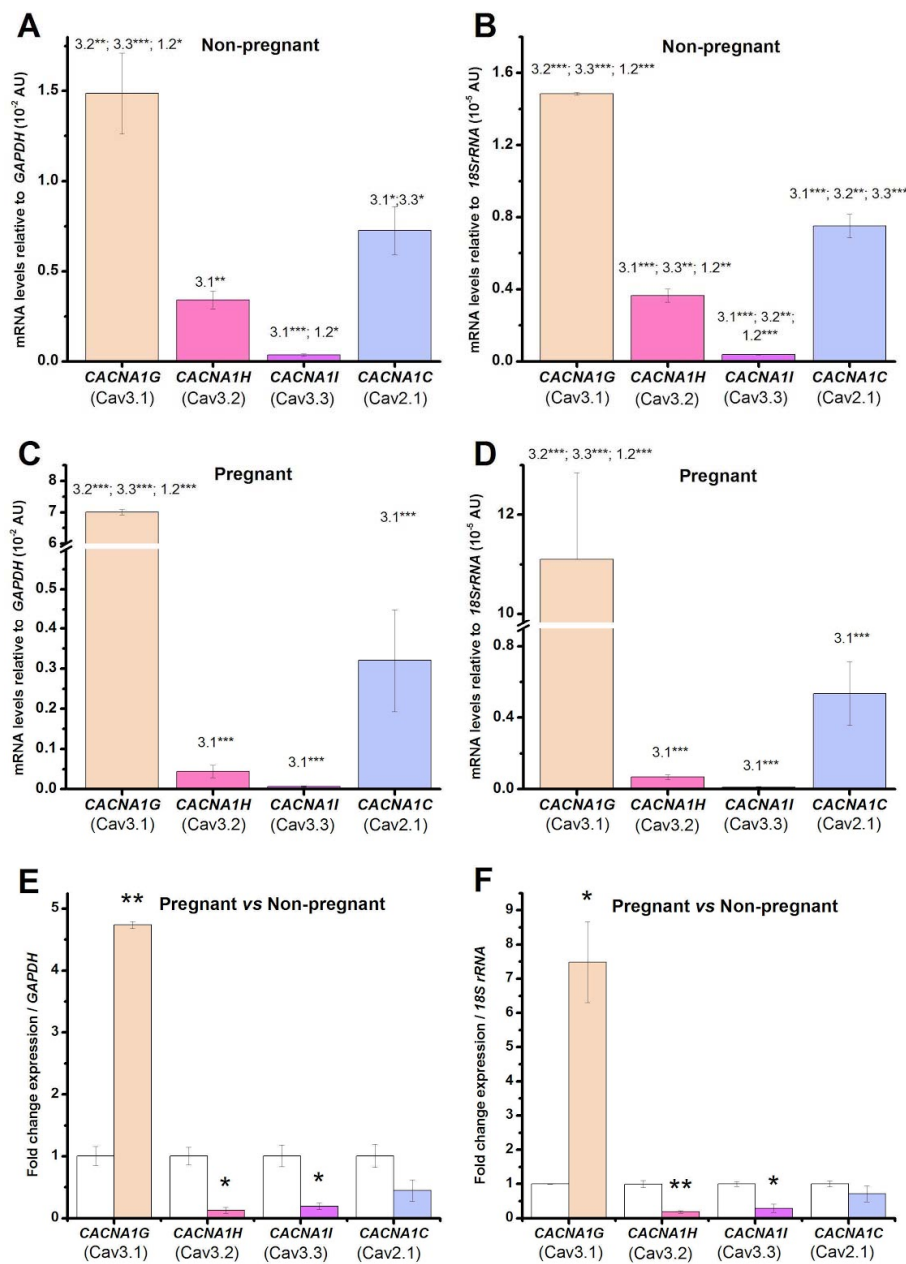 A
Non-pregnant
3.2**; 3.3***; 1.2*
3.1*;3.3*
3.1**
3.1***; 1.2*
mRNA levels relative to GAPDH (10⁻² AU)
1.5
1.0
0.5
0.0
CACNA1G CACNA1H CACNA1I CACNA1C
(Cav3.1) (Cav3.2) (Cav3.3) (Cav2.1)
B
Non-pregnant
3.2***; 3.3***; 1.2***
3.1***; 3.2**; 3.3***
3.1***; 3.3**; 1.2**
3.1***; 3.2**;
1.2***
mRNA levels relative to 18SrRNA (10⁻⁵ AU)
1.6
1.2
0.8
0.4
0.0
CACNA1G CACNA1H CACNA1I CACNA1C
(Cav3.1) (Cav3.2) (Cav3.3) (Cav2.1)
C
Pregnant
3.2***; 3.3***; 1.2***
3.1***
3.1***
3.1***
mRNA levels relative to GAPDH (10⁻² AU)
8
7
6
0.5
0.4
0.3
0.2
0.1
0.0
CACNA1G CACNA1H CACNA1I CACNA1C
(Cav3.1) (Cav3.2) (Cav3.3) (Cav2.1)
D
3.2***; 3.3***; 1.2***
Pregnant
3.1***
3.1***
3.1***
mRNA levels relative to 18SrRNA (10⁻⁵ AU)
12
10
0.8
0.4
0.0
CACNA1G CACNA1H CACNA1I CACNA1C
(Cav3.1) (Cav3.2) (Cav3.3) (Cav2.1)
E
**
Pregnant vs Non-pregnant
* *
Fold change expression / GAPDH
5
4
3
2
1
0
CACNA1G CACNA1H CACNA1I CACNA1C
(Cav3.1) (Cav3.2) (Cav3.3) (Cav2.1)
F
*
Pregnant vs Non-pregnant
** *
Fold change expression / 18S rRNA
9
8
7
6
5
4
3
2
1
0
CACNA1G CACNA1H CACNA1I CACNA1C
(Cav3.1) (Cav3.2) (Cav3.3) (Cav2.1)